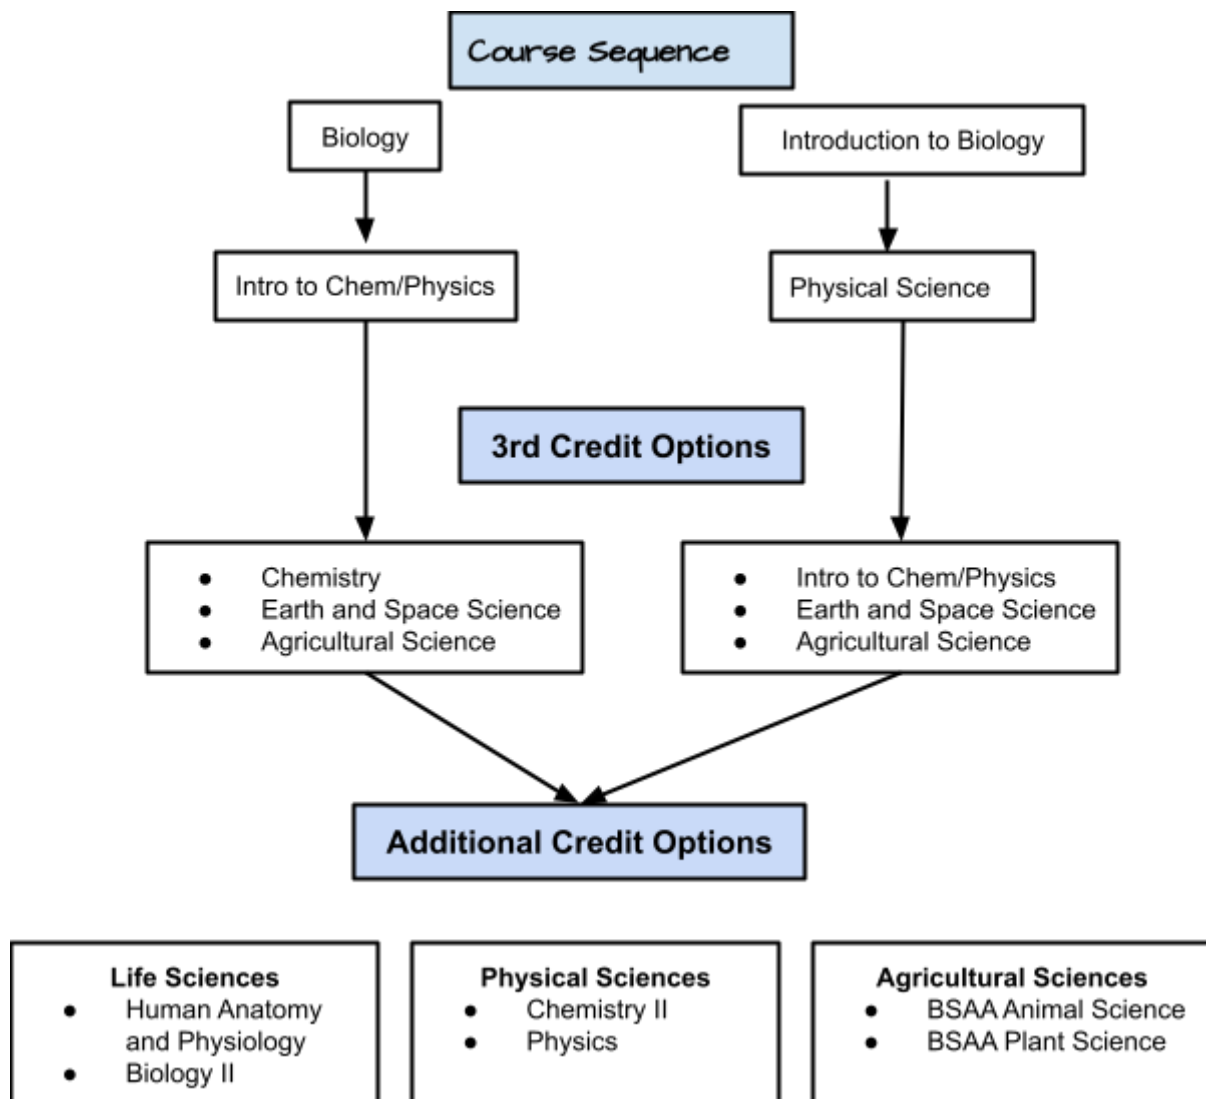 Course Sequence
Biology
Introduction to Biology
Intro to Chem/Physics
Physical Science
3rd Credit Options
● Chemistry
● Earth and Space Science
● Agricultural Science
● Intro to Chem/Physics
● Earth and Space Science
● Agricultural Science
Additional Credit Options
Life Sciences
● Human Anatomy
and Physiology
● Biology II
Physical Sciences
● Chemistry II
● Physics
Agricultural Sciences
● BSAA Animal Science
● BSAA Plant Science